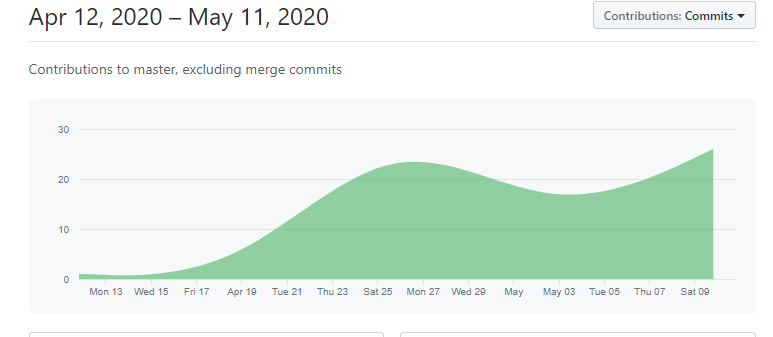 Apr 12, 2020 – May 11, 2020
Contributions: Commits
Contributions to master, excluding merge commits
30
20
10
0
Mon 13 Wed 15 Fri 17 Apr 19 Tue 21 Thu 23 Sat 25 Mon 27 Wed 29 May May 03 Tue 05 Thu 07 Sat 09